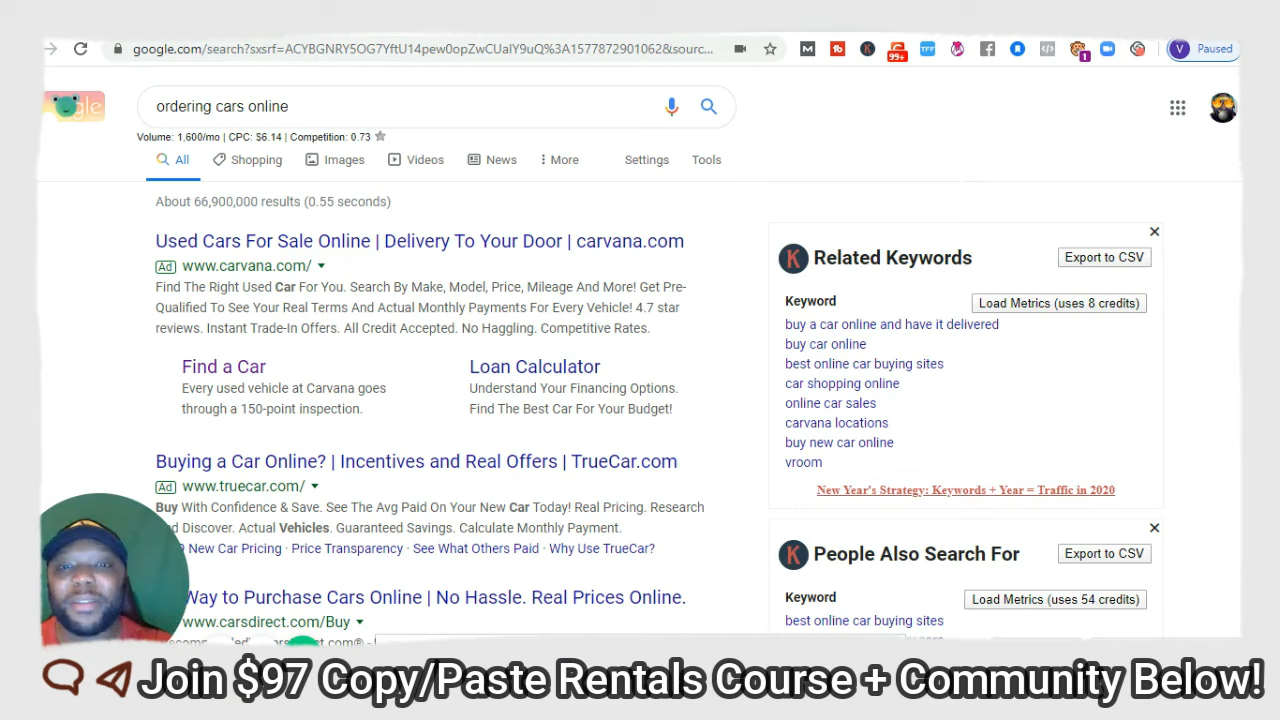 google.com/search?sxsrf=ACYBGNRY5OG7YftU14pew0opZwCUaIY9uQ%3A1577872901062&sourc...
99+
TFF
1
V
Paused
ordering cars online
Volume: 1,600/mo | CPC: $6.14 | Competition: 0.73
All
Shopping
Images
Videos
News
More
Settings
Tools
About 66,900,000 results (0.55 seconds)
Used Cars For Sale Online | Delivery To Your Door | carvana.com
Ad www.carvana.com/
Find The Right Used Car For You. Search By Make, Model, Price, Mileage And More! Get Pre-
Qualified To See Your Real Terms And Actual Monthly Payments For Every Vehicle! 4.7 star
reviews. Instant Trade-In Offers. All Credit Accepted. No Haggling. Competitive Rates.
Find a Car
Every used vehicle at Carvana goes
through a 150-point inspection.
Loan Calculator
Understand Your Financing Options.
Find The Best Car For Your Budget!
Buying a Car Online? | Incentives and Real Offers | TrueCar.com
Ad www.truecar.com/
Buy With Confidence & Save. See The Avg Paid On Your New Car Today! Real Pricing. Research
Discover. Actual Vehicles. Guaranteed Savings. Calculate Monthly Payment.
New Car Pricing · Price Transparency · See What Others Paid · Why Use TrueCar?
Way to Purchase Cars Online | No Hassle. Real Prices Online.
www.carsdirect.com/Buy
K Related Keywords
Export to CSV
Keyword
Load Metrics (uses 8 credits)
buy a car online and have it delivered
buy car online
best online car buying sites
car shopping online
online car sales
carvana locations
buy new car online
vroom
New Year's Strategy: Keywords + Year = Traffic in 2020
K People Also Search For
Export to CSV
Keyword
Load Metrics (uses 54 credits)
best online car buying sites
Join $97 Copy/Paste Rentals Course + Community Below!